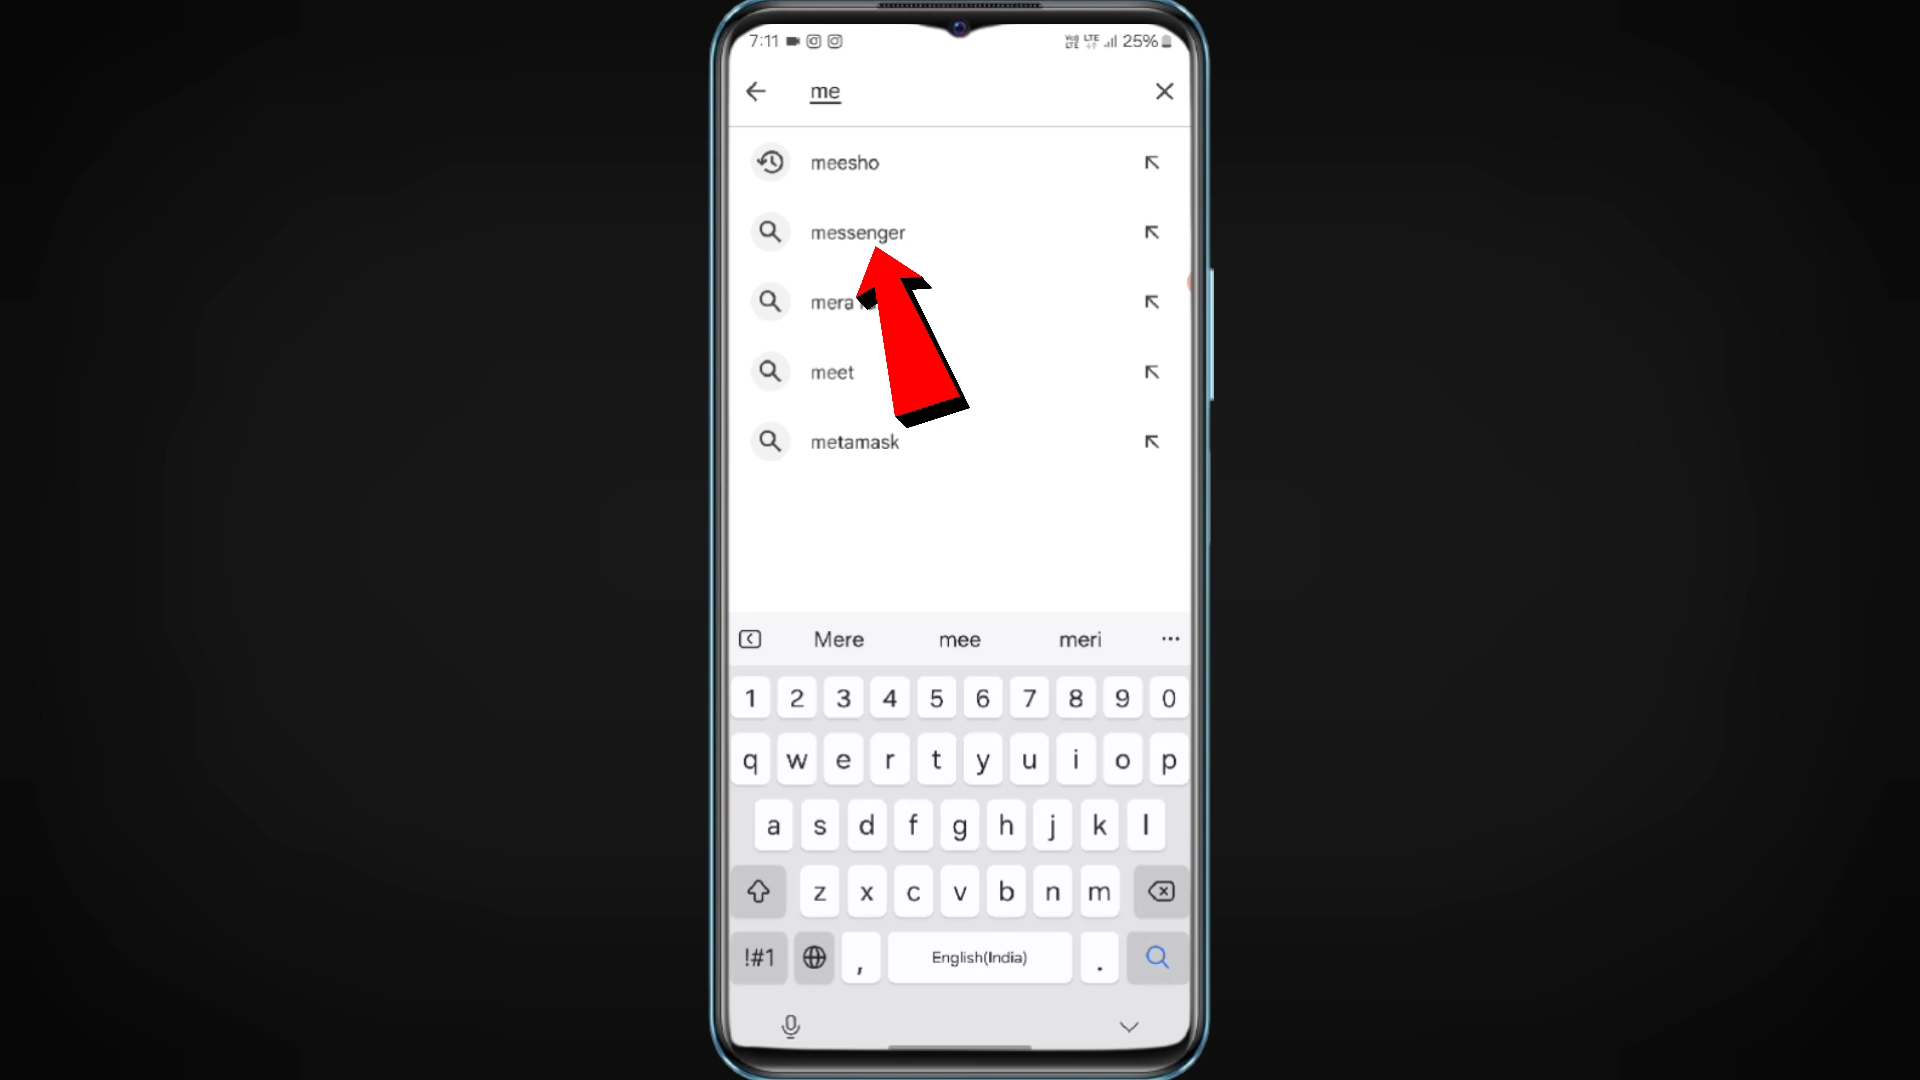 7:11 25%
me
meesho
messenger
mera
meet
metamask
Mere mee meri
1 2 3 4 5 6 7 8 9 0
q w e r t y u i o p
a s d f g h j k l
z x c v b n m
!#1 , English(India) .